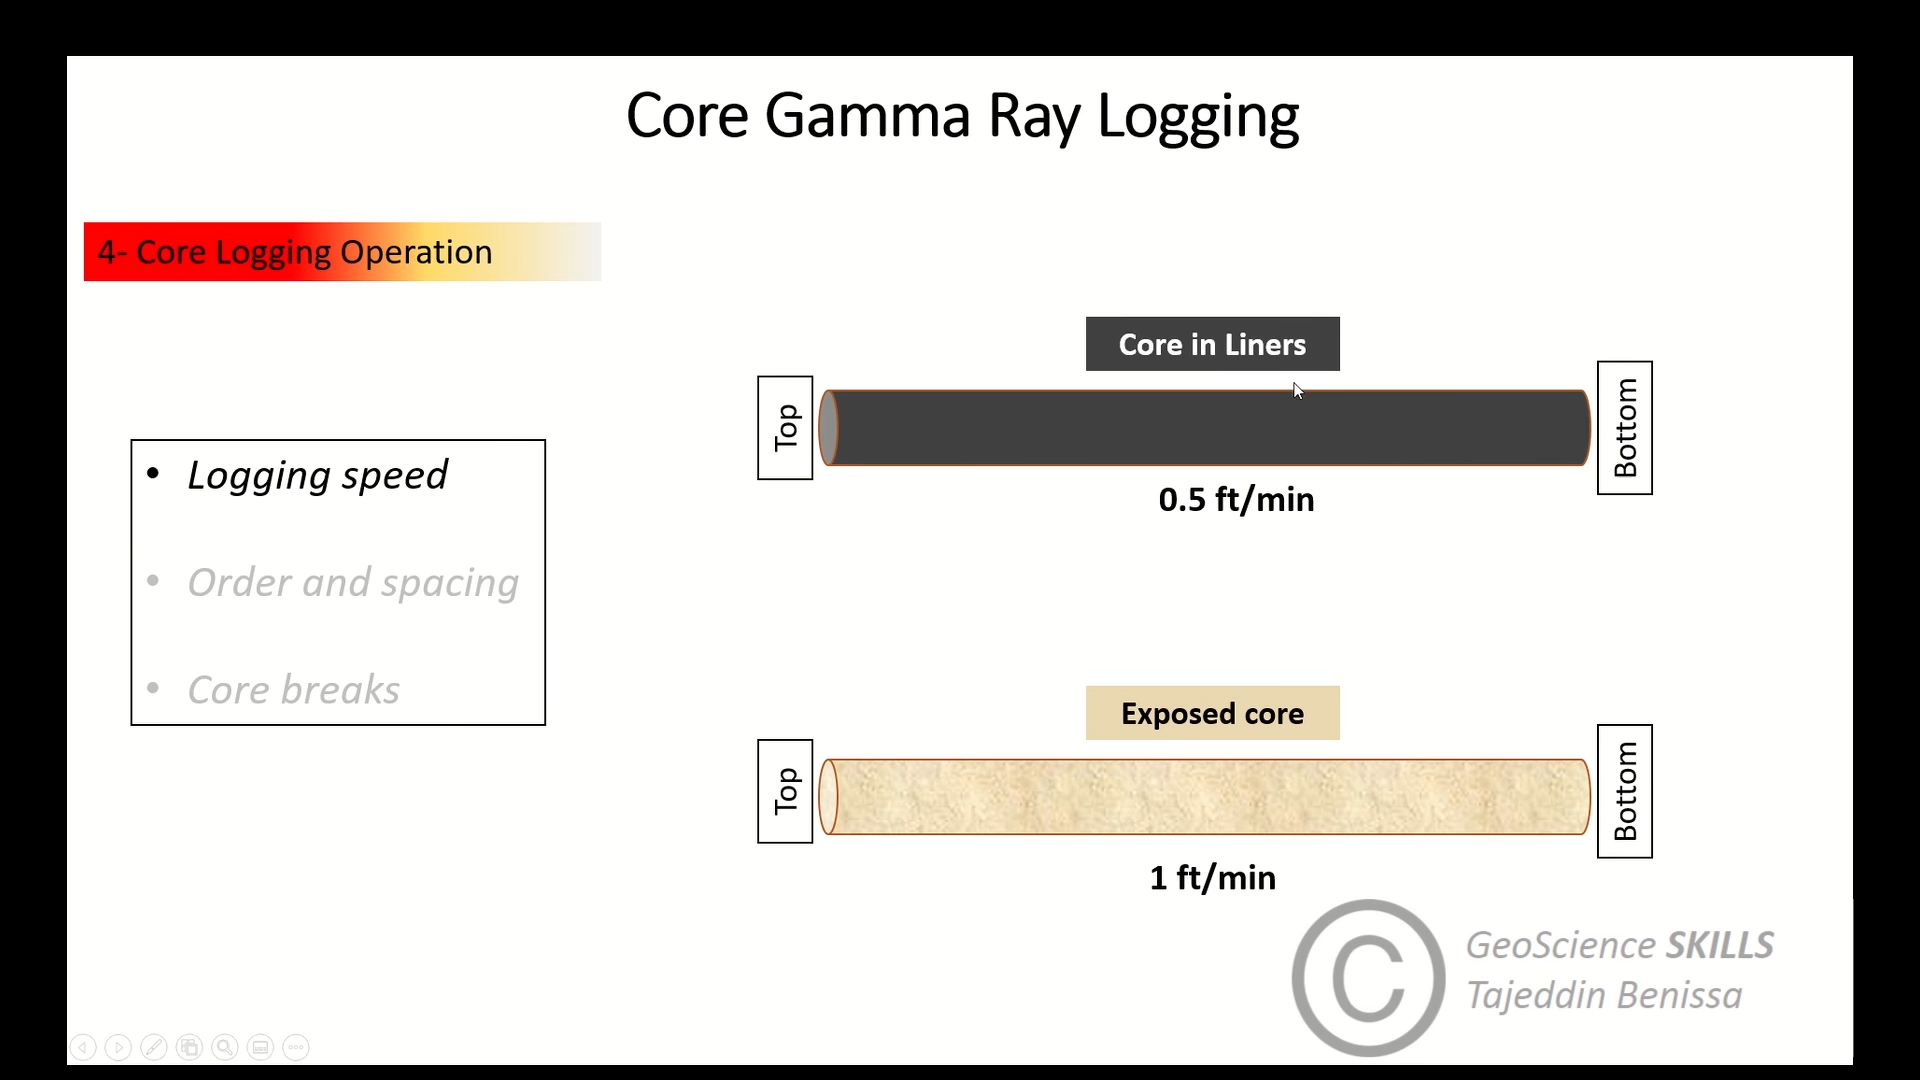 Core Gamma Ray Logging
4- Core Logging Operation
• Logging speed
• Order and spacing
• Core breaks
Core in Liners
Top
Bottom
0.5 ft/min
Exposed core
Top
Bottom
1 ft/min
© GeoScience SKILLS
Tajeddin Benissa